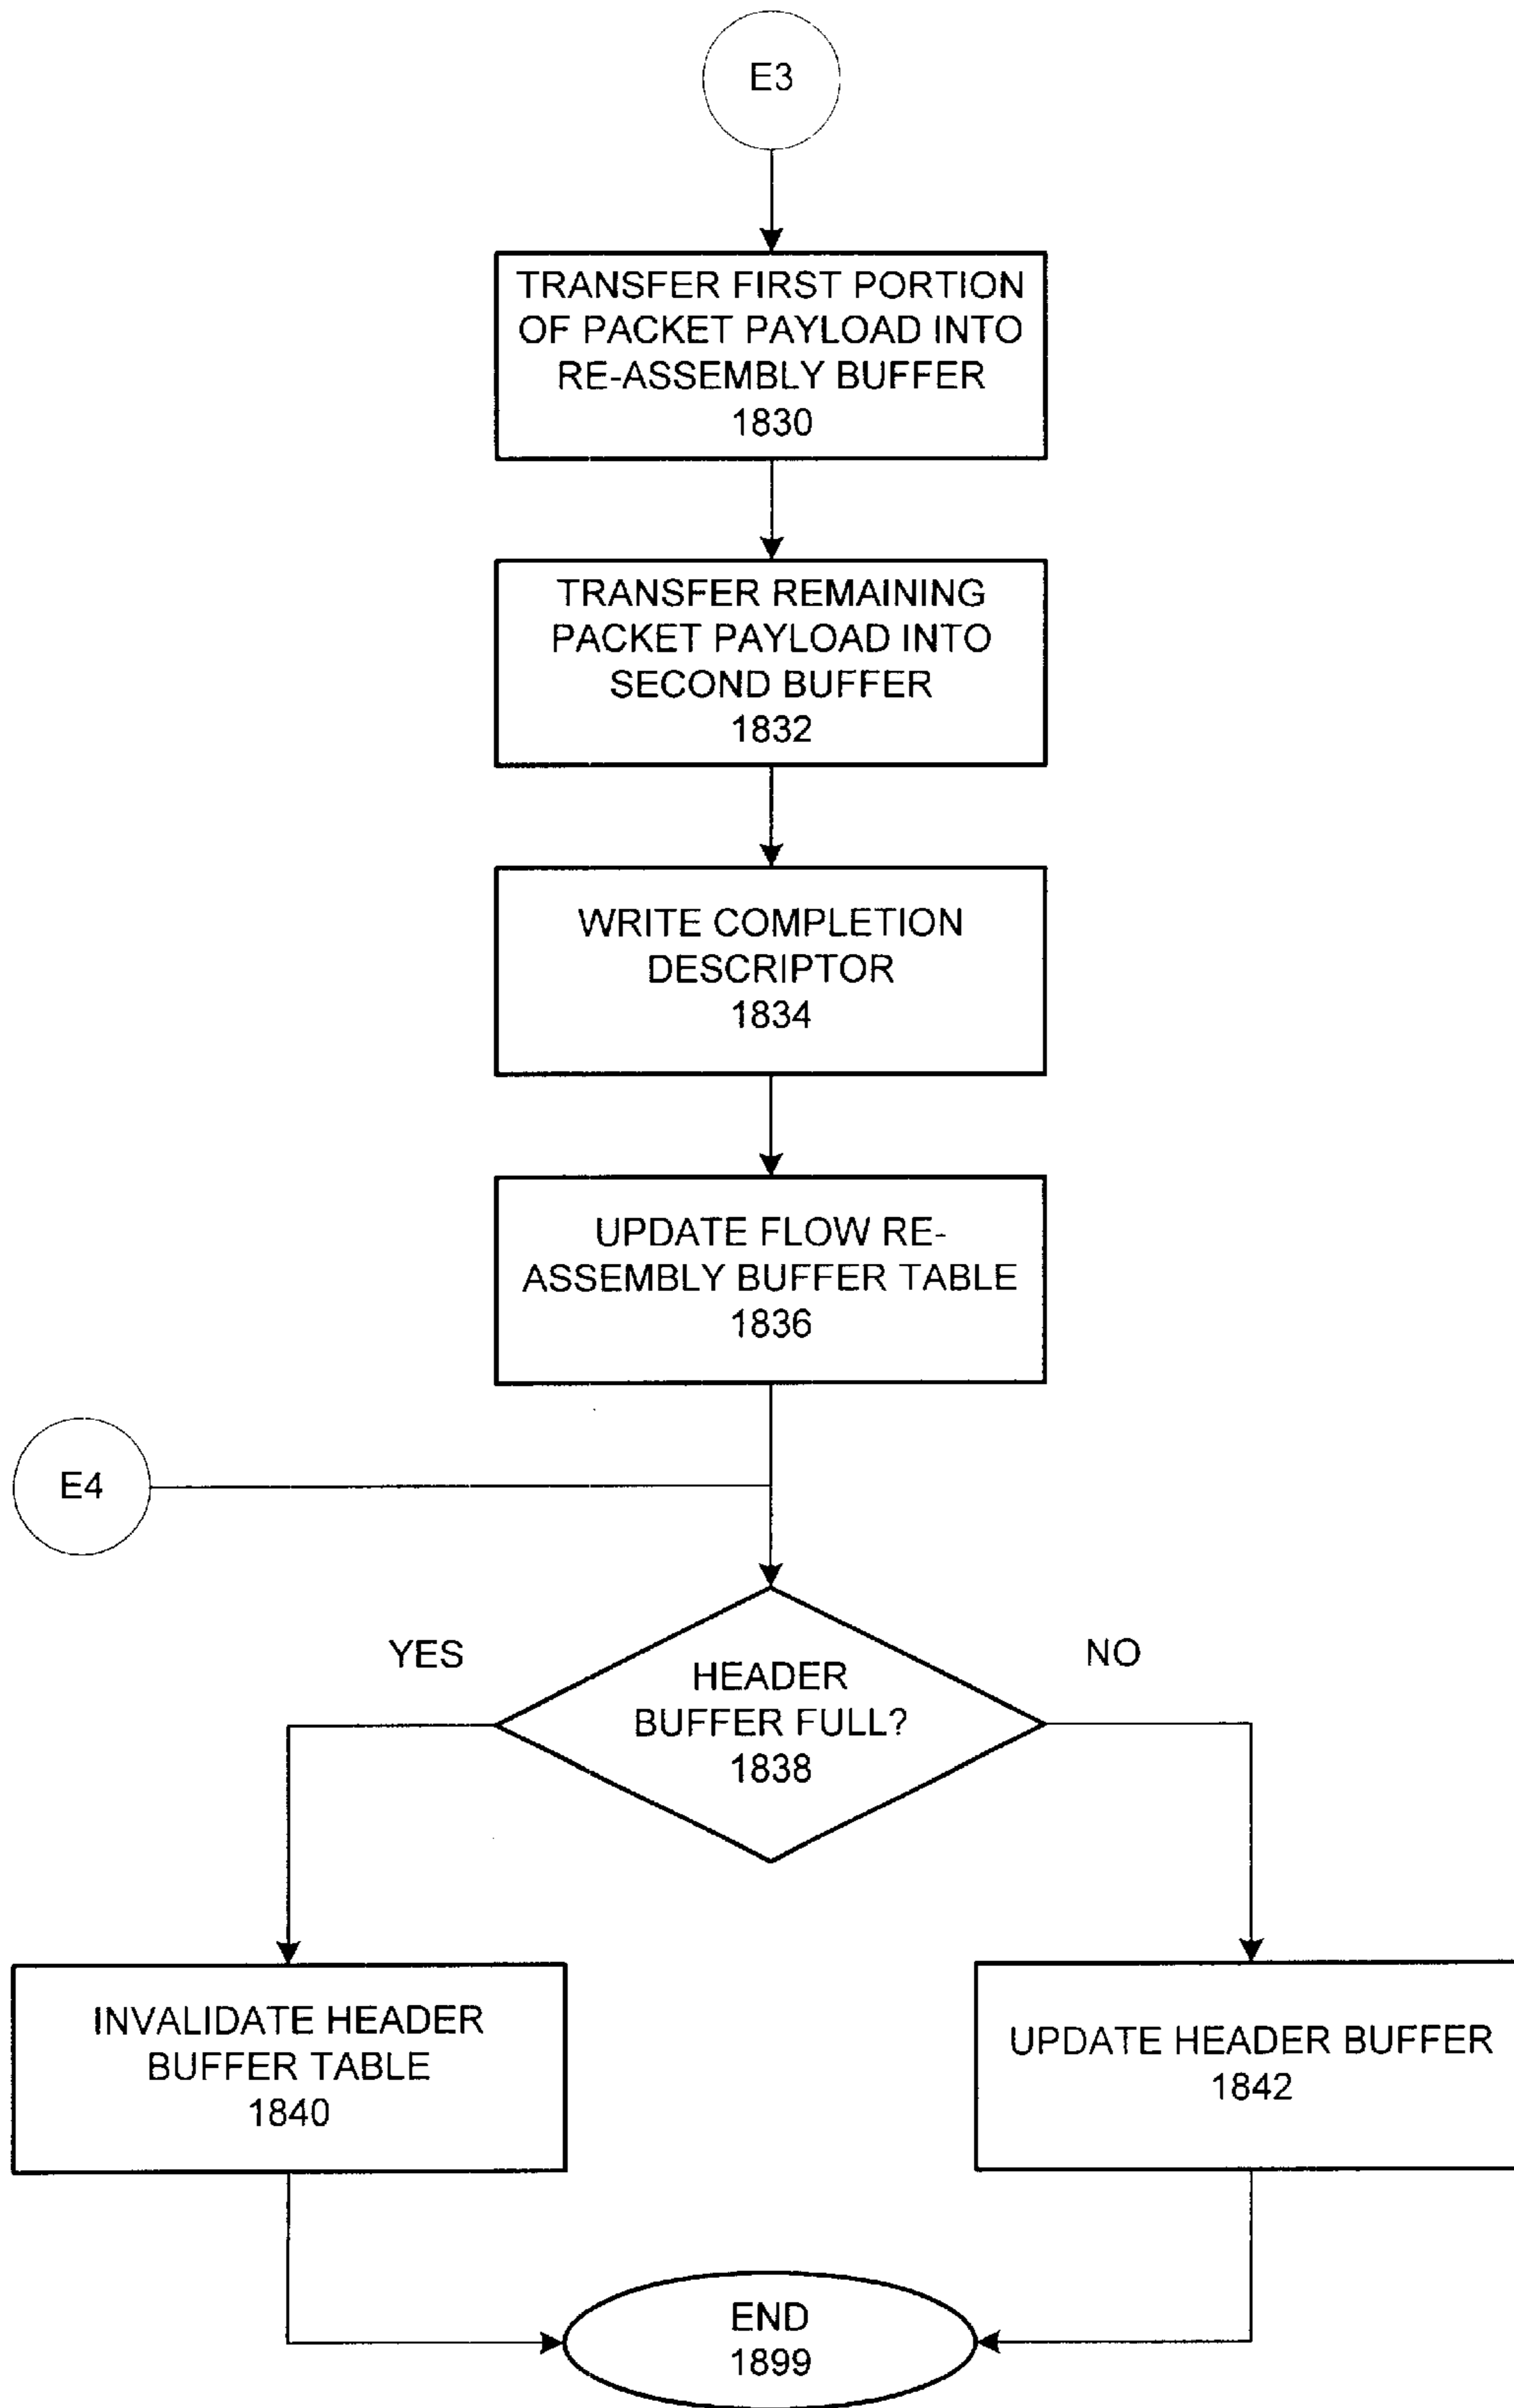 E3
TRANSFER FIRST PORTION
OF PACKET PAYLOAD INTO
RE-ASSEMBLY BUFFER
1830
TRANSFER REMAINING
PACKET PAYLOAD INTO
SECOND BUFFER
1832
WRITE COMPLETION
DESCRIPTOR
1834
UPDATE FLOW RE-
ASSEMBLY BUFFER TABLE
1836
E4
YES
NO
HEADER
BUFFER FULL?
1838
INVALIDATE HEADER
BUFFER TABLE
1840
UPDATE HEADER BUFFER
1842
END
1899